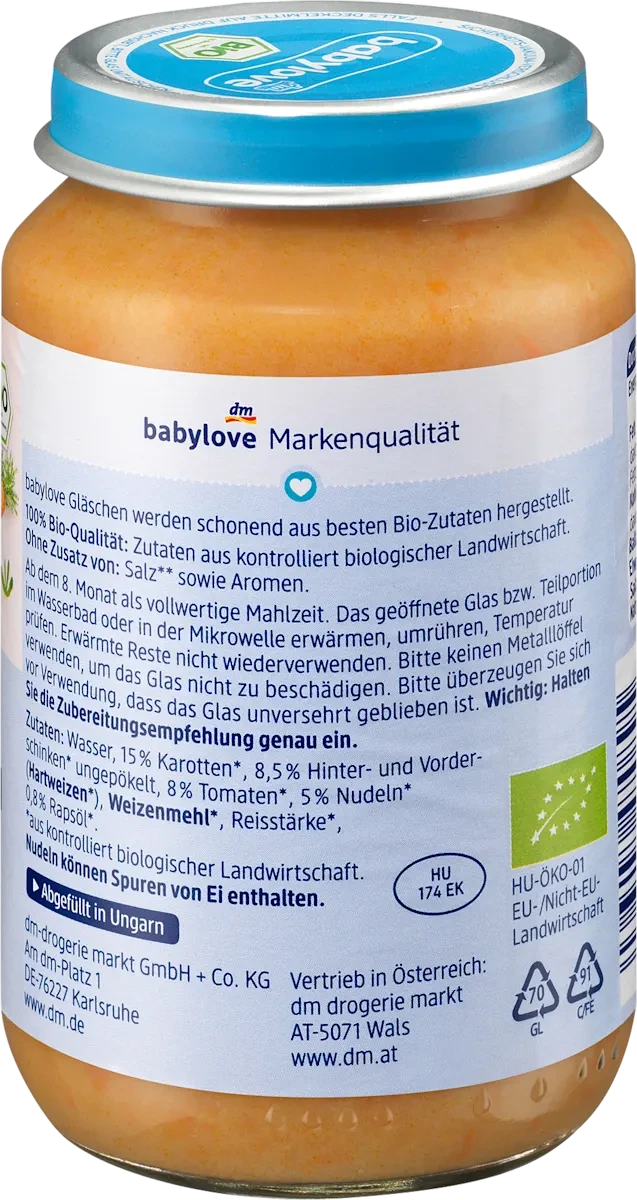 FALLS DECKELMITTE AUF DRUCK NACHGIBT
BIO
babylove
dm
dm
babylove Markenqualität
babylove Gläschen werden schonend aus besten Bio-Zutaten hergestellt.
100% Bio-Qualität: Zutaten aus kontrolliert biologischer Landwirtschaft.
Ohne Zusatz von: Salz** sowie Aromen.
Ab dem 8. Monat als vollwertige Mahlzeit. Das geöffnete Glas bzw. Teilportion
im Wasserbad oder in der Mikrowelle erwärmen, umrühren, Temperatur
prüfen. Erwärmte Reste nicht wiederverwenden. Bitte keinen Metalllöffel
verwenden, um das Glas nicht zu beschädigen. Bitte überzeugen Sie sich
vor Verwendung, dass das Glas unversehrt geblieben ist. Wichtig: Halten
Sie die Zubereitungsempfehlung genau ein.
Zutaten: Wasser, 15% Karotten*, 8,5% Hinter- und Vorder-
schinken* ungepökelt, 8% Tomaten*, 5% Nudeln*
(Hartweizen*), Weizenmehl*, Reisstärke*,
0,8% Rapsöl*.
*aus kontrolliert biologischer Landwirtschaft.
Nudeln können Spuren von Ei enthalten.
HU
174 EK
HU-ÖKO-01
EU-/Nicht-EU-
Landwirtschaft
Abgefüllt in Ungarn
dm-drogerie markt GmbH + Co. KG
Am dm-Platz 1
DE-76227 Karlsruhe
www.dm.de
Vertrieb in Österreich:
dm drogerie markt
AT-5071 Wals
www.dm.at
70
GL
91
C/FE